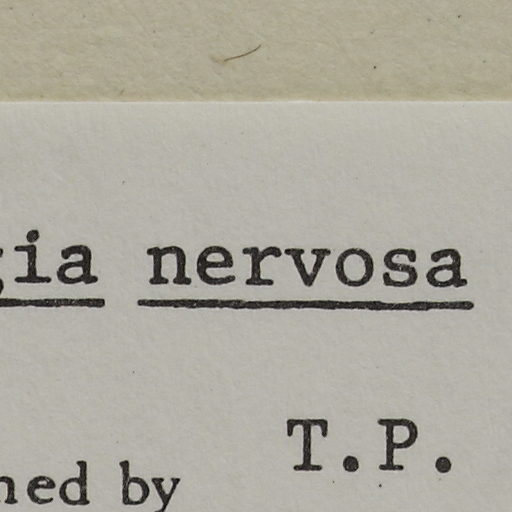 gia nervosa
T.P.
ned by